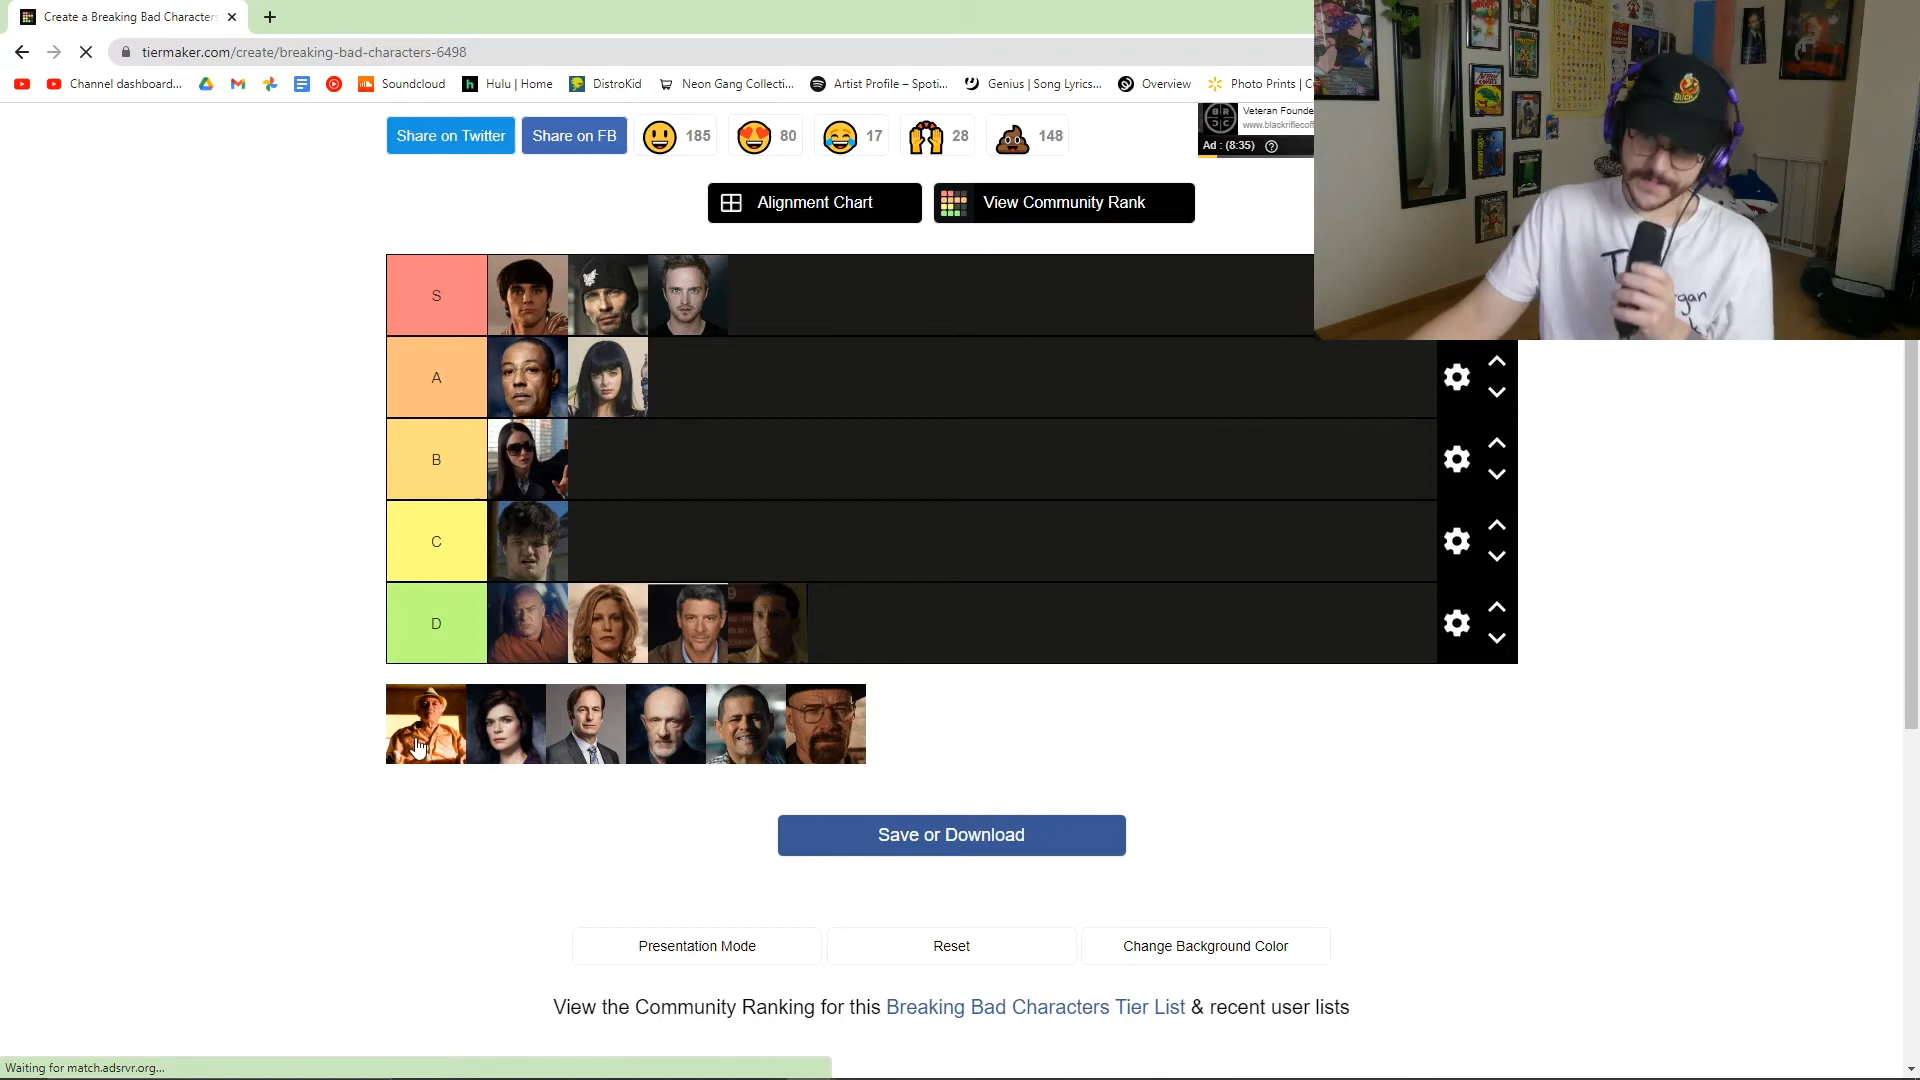 Create a Breaking Bad Characters
tiermaker.com/create/breaking-bad-characters-6498
Channel dashboard...
Soundcloud
Hulu | Home
DistroKid
Neon Gang Collecti...
Artist Profile – Spoti...
Genius | Song Lyrics...
Overview
Photo Prints | C
Share on Twitter
Share on FB
185
80
17
28
148
Veteran Founde
www.blackriflecoff
Ad : (8:35)
Alignment Chart
View Community Rank
S
A
B
C
D
Save or Download
Presentation Mode
Reset
Change Background Color
View the Community Ranking for this Breaking Bad Characters Tier List & recent user lists
Waiting for match.adsrvr.org...